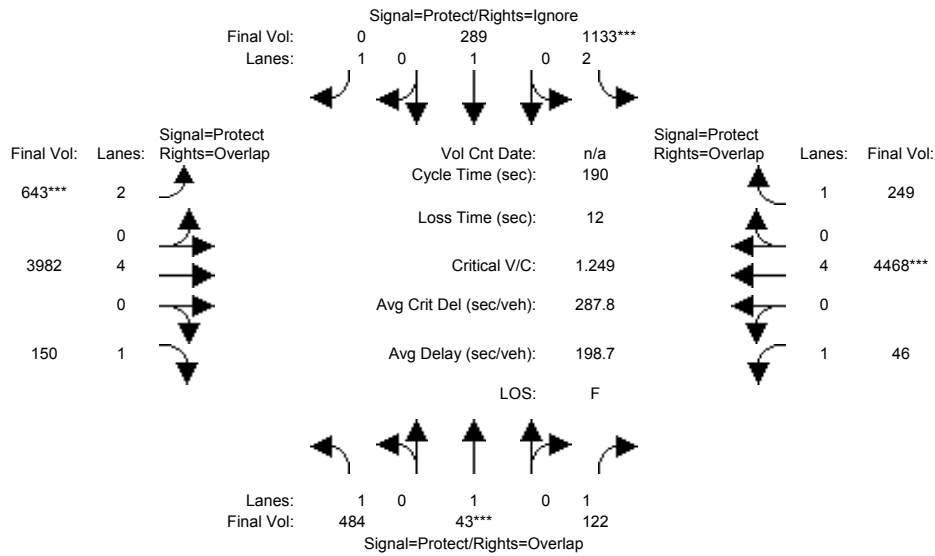 Signal=Protect/Rights=Ignore
Final Vol: 0 289 1133***
Lanes: 1 0 1 0 2
Signal=Protect Signal=Protect
Final Vol: Lanes: Rights=Overlap Vol Cnt Date: n/a Rights=Overlap Lanes: Final Vol:
Cycle Time (sec): 190
643*** 2 1 249
Loss Time (sec): 12
0 0
3982 4 Critical V/C: 1.249 4 4468***
0 Avg Crit Del (sec/veh): 287.8 0
150 1 Avg Delay (sec/veh): 198.7 1 46
LOS: F
Lanes: 1 0 1 0 1
Final Vol: 484 43*** 122
Signal=Protect/Rights=Overlap